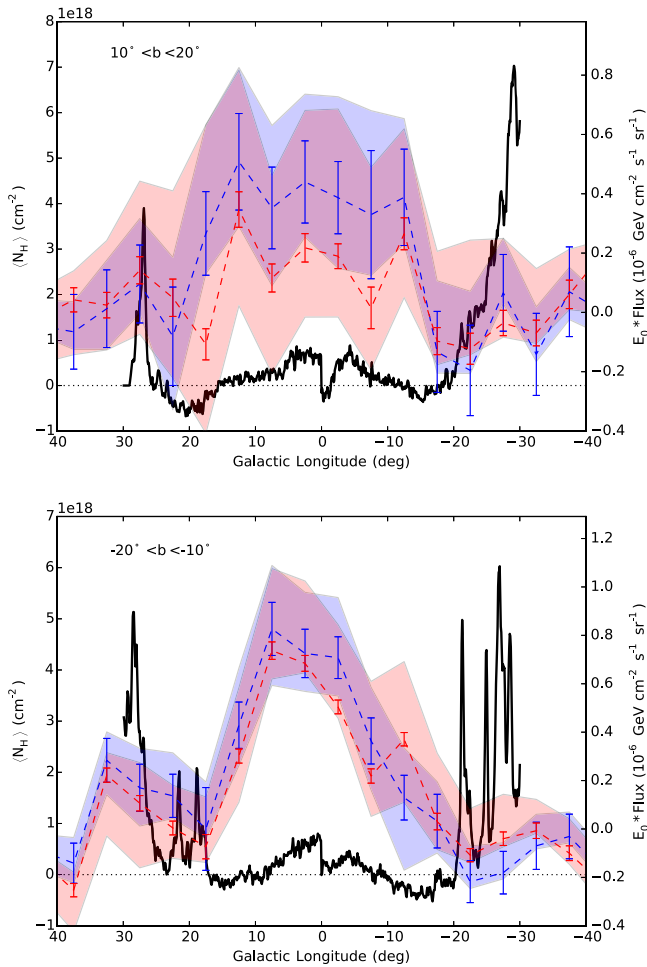 1e18
10° <b<20°
⟨N_H⟩ (cm⁻²)
8
7
6
5
4
3
2
1
0
−1
0.8
0.6
0.4
0.2
0.0
−0.2
−0.4
E₀*Flux (10⁻⁶ GeV cm⁻² s⁻¹ sr⁻¹)
40 30 20 10 0 −10 −20 −30 −40
Galactic Longitude (deg)
1e18
-20° <b<-10°
⟨N_H⟩ (cm⁻²)
7
6
5
4
3
2
1
0
−1
1.0
0.8
0.6
0.4
0.2
0.0
−0.2
−0.4
E₀*Flux (10⁻⁶ GeV cm⁻² s⁻¹ sr⁻¹)
40 30 20 10 0 −10 −20 −30 −40
Galactic Longitude (deg)